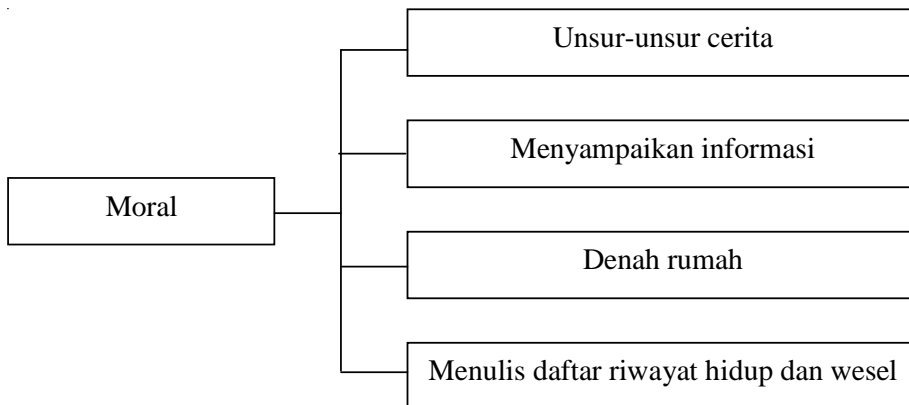 Unsur-unsur cerita
Menyampaikan informasi
Moral
Denah rumah
Menulis daftar riwayat hidup dan wesel